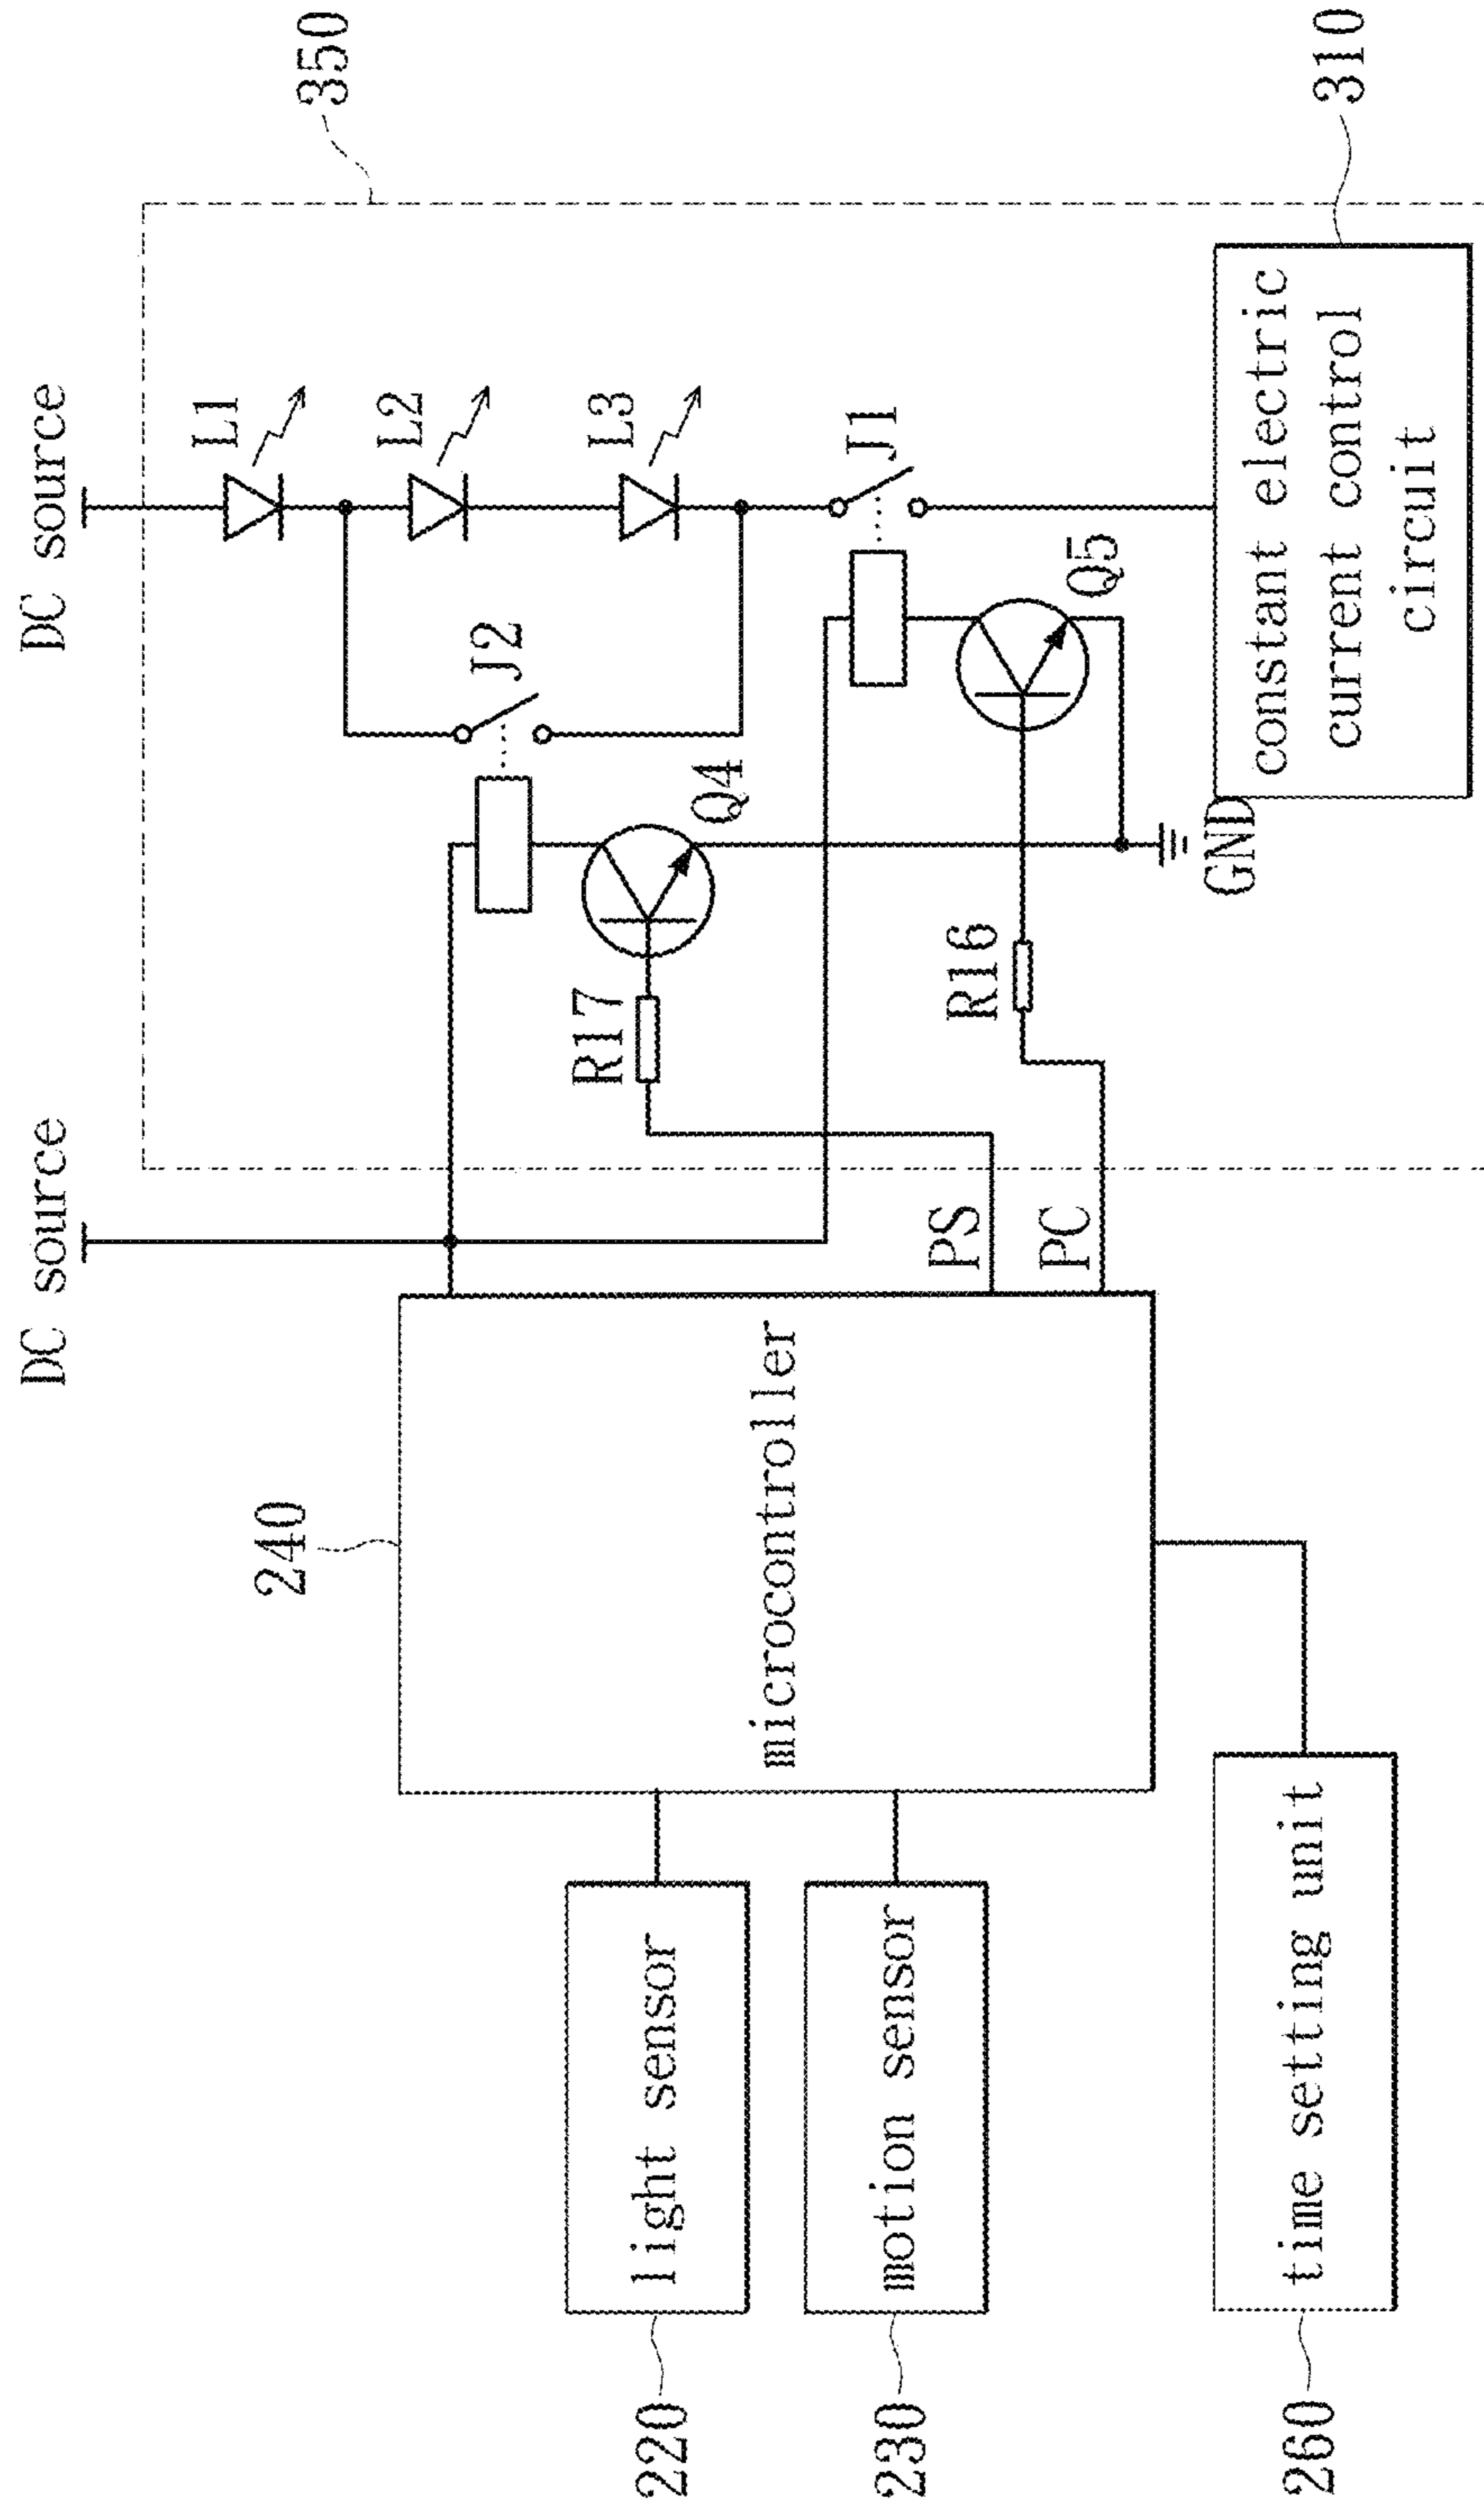 DC source
DC source
350
240
L1
L2
L3
J2
J1
R17
Q4
R16
Q5
PS
PC
GND
220
light sensor
230
motion sensor
microcontroller
260
time setting unit
constant electric
current control
circuit
310